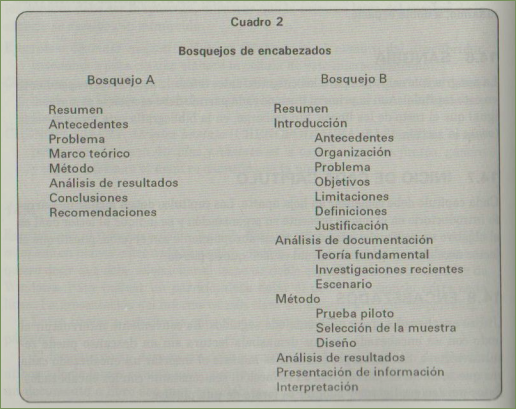 Cuadro 2
Bosquejos de encabezados
Bosquejo A
Resumen
Antecedentes
Problema
Marco teórico
Método
Análisis de resultados
Conclusiones
Recomendaciones
Bosquejo B
Resumen
Introducción
Antecedentes
Organización
Problema
Objetivos
Limitaciones
Definiciones
Justificación
Análisis de documentación
Teoría fundamental
Investigaciones recientes
Escenario
Método
Prueba piloto
Selección de la muestra
Diseño
Análisis de resultados
Presentación de información
Interpretación